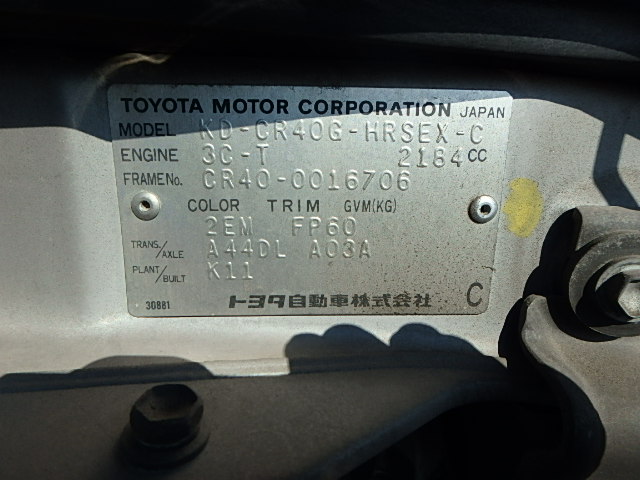 TOYOTA MOTOR CORPORATION JAPAN
MODEL KD-CR40G-HRSEX-C
ENGINE 3C-T 2184CC
FRAME No. CR40-0016706
COLOR TRIM GVM(KG)
2EM FP60
TRANS./AXLE A44DL A03A
PLANT/BUILT K11
30881 トヨタ自動車株式会社 C